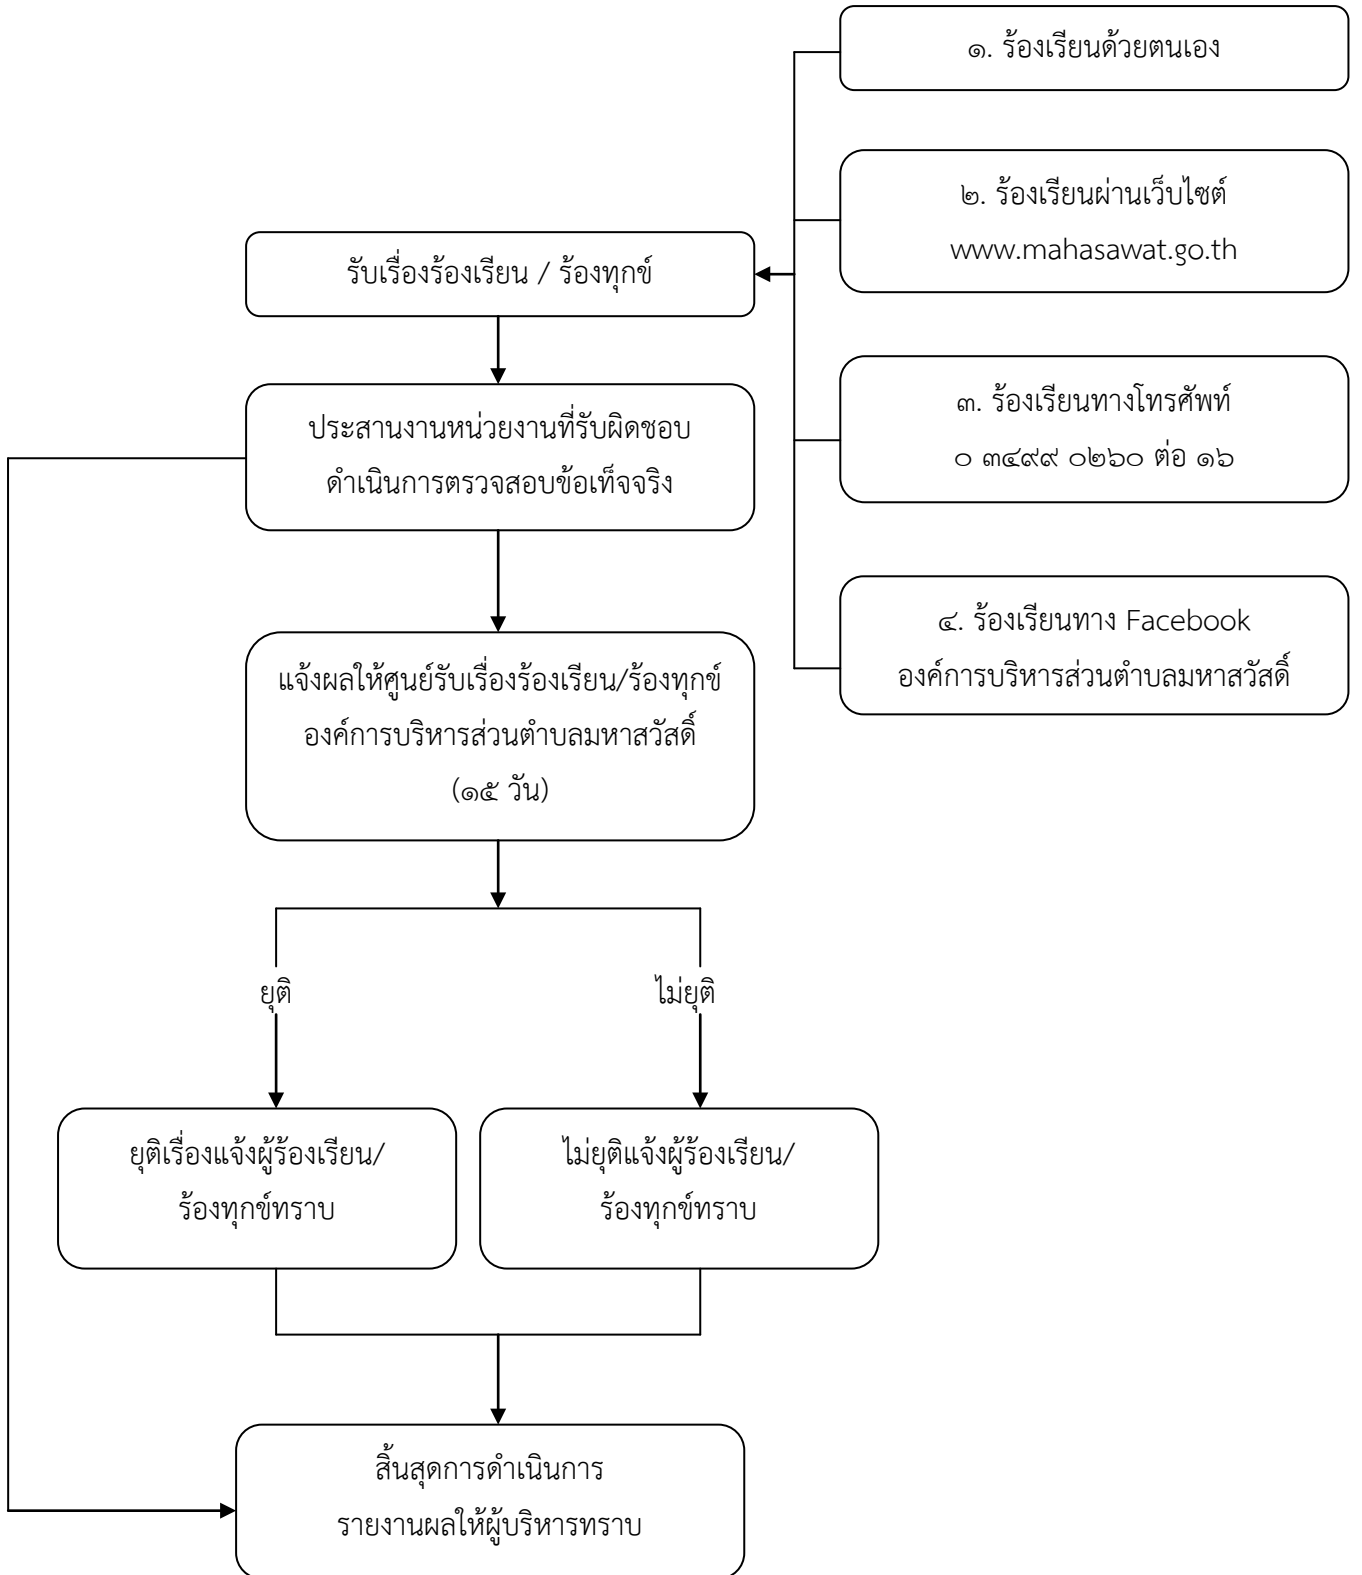 ๑. ร้องเรียนด้วยตนเอง
๒. ร้องเรียนผ่านเว็บไซต์
www.mahasawat.go.th
รับเรื่องร้องเรียน / ร้องทุกข์
๓. ร้องเรียนทางโทรศัพท์
๐ ๓๔๙๙ ๐๒๖๐ ต่อ ๑๖
ประสานงานหน่วยงานที่รับผิดชอบ
ดำเนินการตรวจสอบข้อเท็จจริง
๔. ร้องเรียนทาง Facebook
องค์การบริหารส่วนตำบลมหาสวัสดิ์
แจ้งผลให้ศูนย์รับเรื่องร้องเรียน/ร้องทุกข์
องค์การบริหารส่วนตำบลมหาสวัสดิ์
(๑๕ วัน)
ยุติ
ไม่ยุติ
ยุติเรื่องแจ้งผู้ร้องเรียน/
ร้องทุกข์ทราบ
ไม่ยุติแจ้งผู้ร้องเรียน/
ร้องทุกข์ทราบ
สิ้นสุดการดำเนินการ
รายงานผลให้ผู้บริหารทราบ